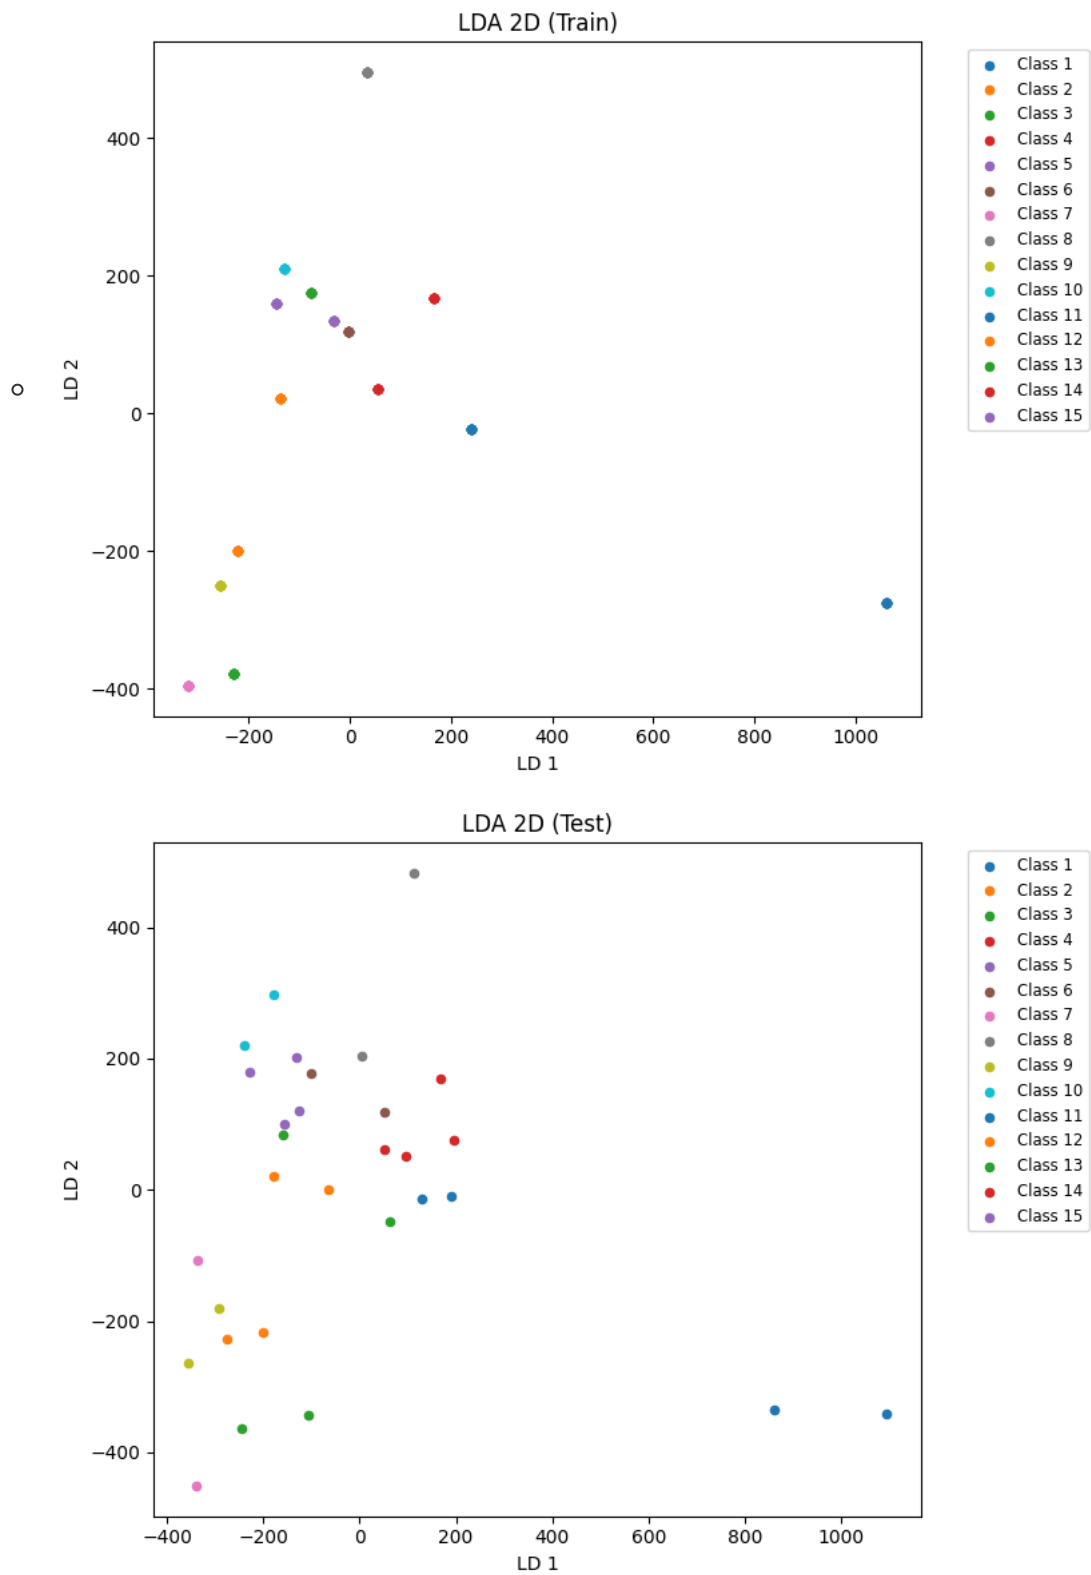 LDA 2D (Train)
400
200
0
−200
−400
LD 2
−200 0 200 400 600 800 1000
LD 1
Class 1
Class 2
Class 3
Class 4
Class 5
Class 6
Class 7
Class 8
Class 9
Class 10
Class 11
Class 12
Class 13
Class 14
Class 15
LDA 2D (Test)
400
200
0
−200
−400
LD 2
−400 −200 0 200 400 600 800 1000
LD 1
Class 1
Class 2
Class 3
Class 4
Class 5
Class 6
Class 7
Class 8
Class 9
Class 10
Class 11
Class 12
Class 13
Class 14
Class 15